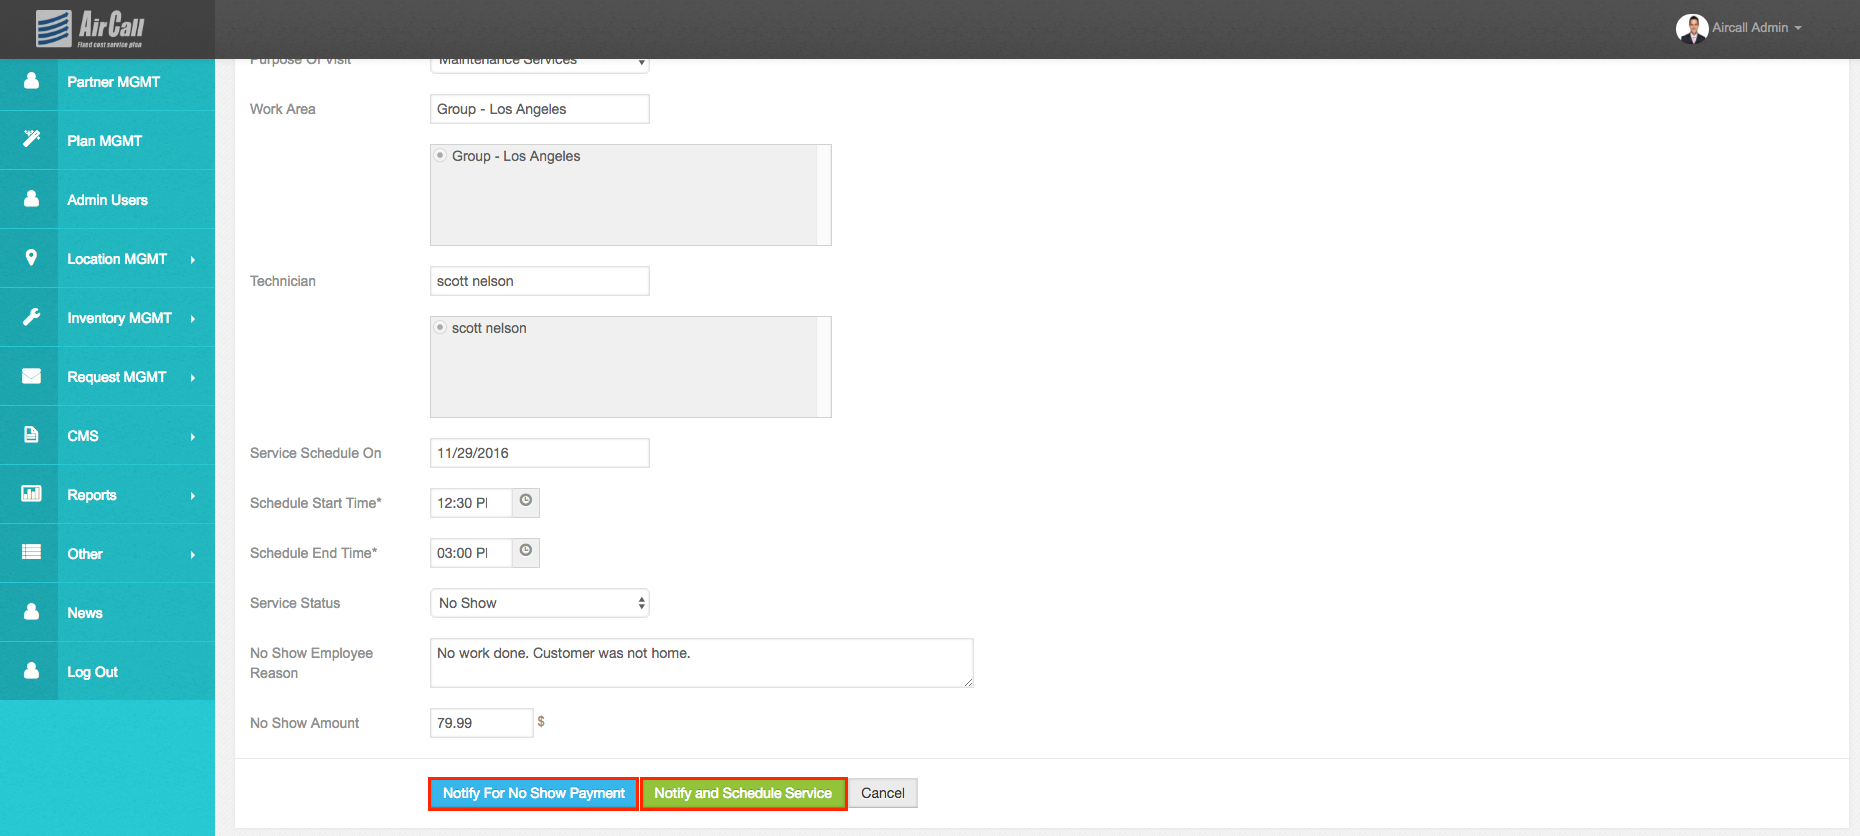 AirCall
Fixed cost service plan
Aircall Admin
Partner MGMT
Plan MGMT
Admin Users
Location MGMT
Inventory MGMT
Request MGMT
CMS
Reports
Other
News
Log Out
Purpose Of Visit
Maintenance Services
Work Area
Group - Los Angeles
Group - Los Angeles
Technician
scott nelson
scott nelson
Service Schedule On
11/29/2016
Schedule Start Time*
12:30 P
Schedule End Time*
03:00 P
Service Status
No Show
No Show Employee
Reason
No work done. Customer was not home.
No Show Amount
79.99
$
Notify For No Show Payment
Notify and Schedule Service
Cancel